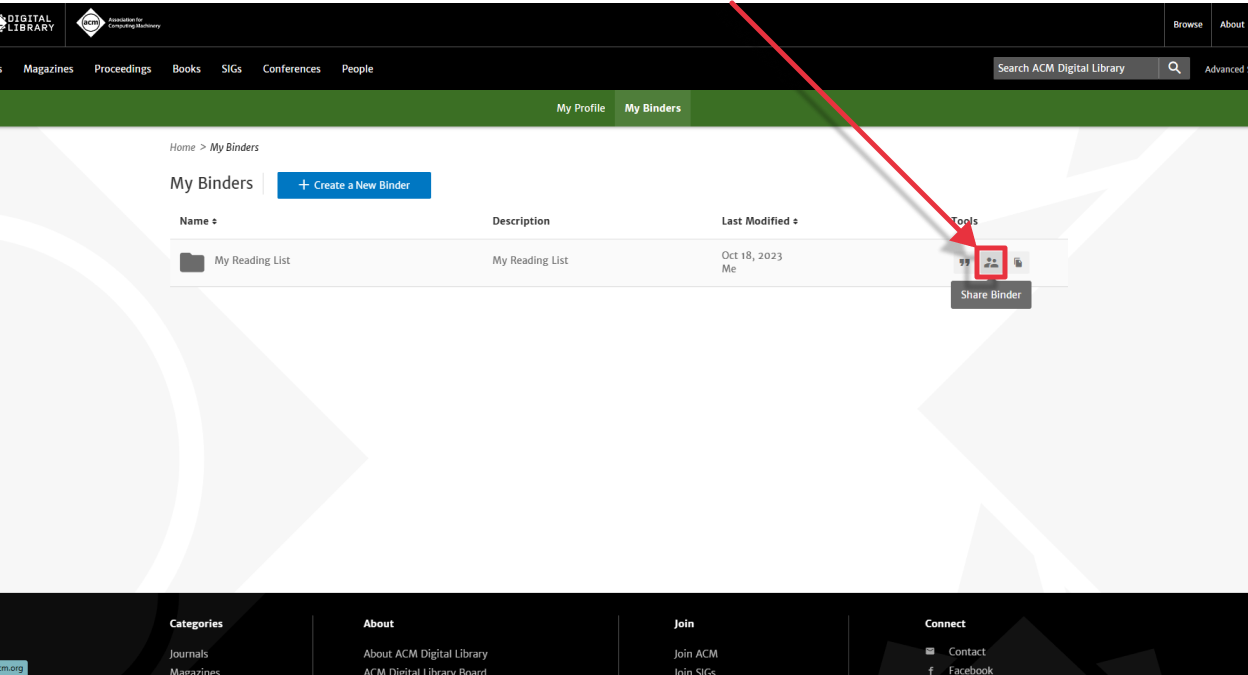 DIGITAL
LIBRARY
acm
Association for
Computing Machinery
Browse About
Magazines Proceedings Books SIGs Conferences People
Search ACM Digital Library
Advanced
My Profile My Binders
Home > My Binders
My Binders
+ Create a New Binder
Name Description Last Modified Tools
My Reading List My Reading List Oct 18, 2023
Me
Share Binder
Categories About Join Connect
Journals About ACM Digital Library Join ACM Contact
Magazines ACM Digital Library Board Join SIGs Facebook